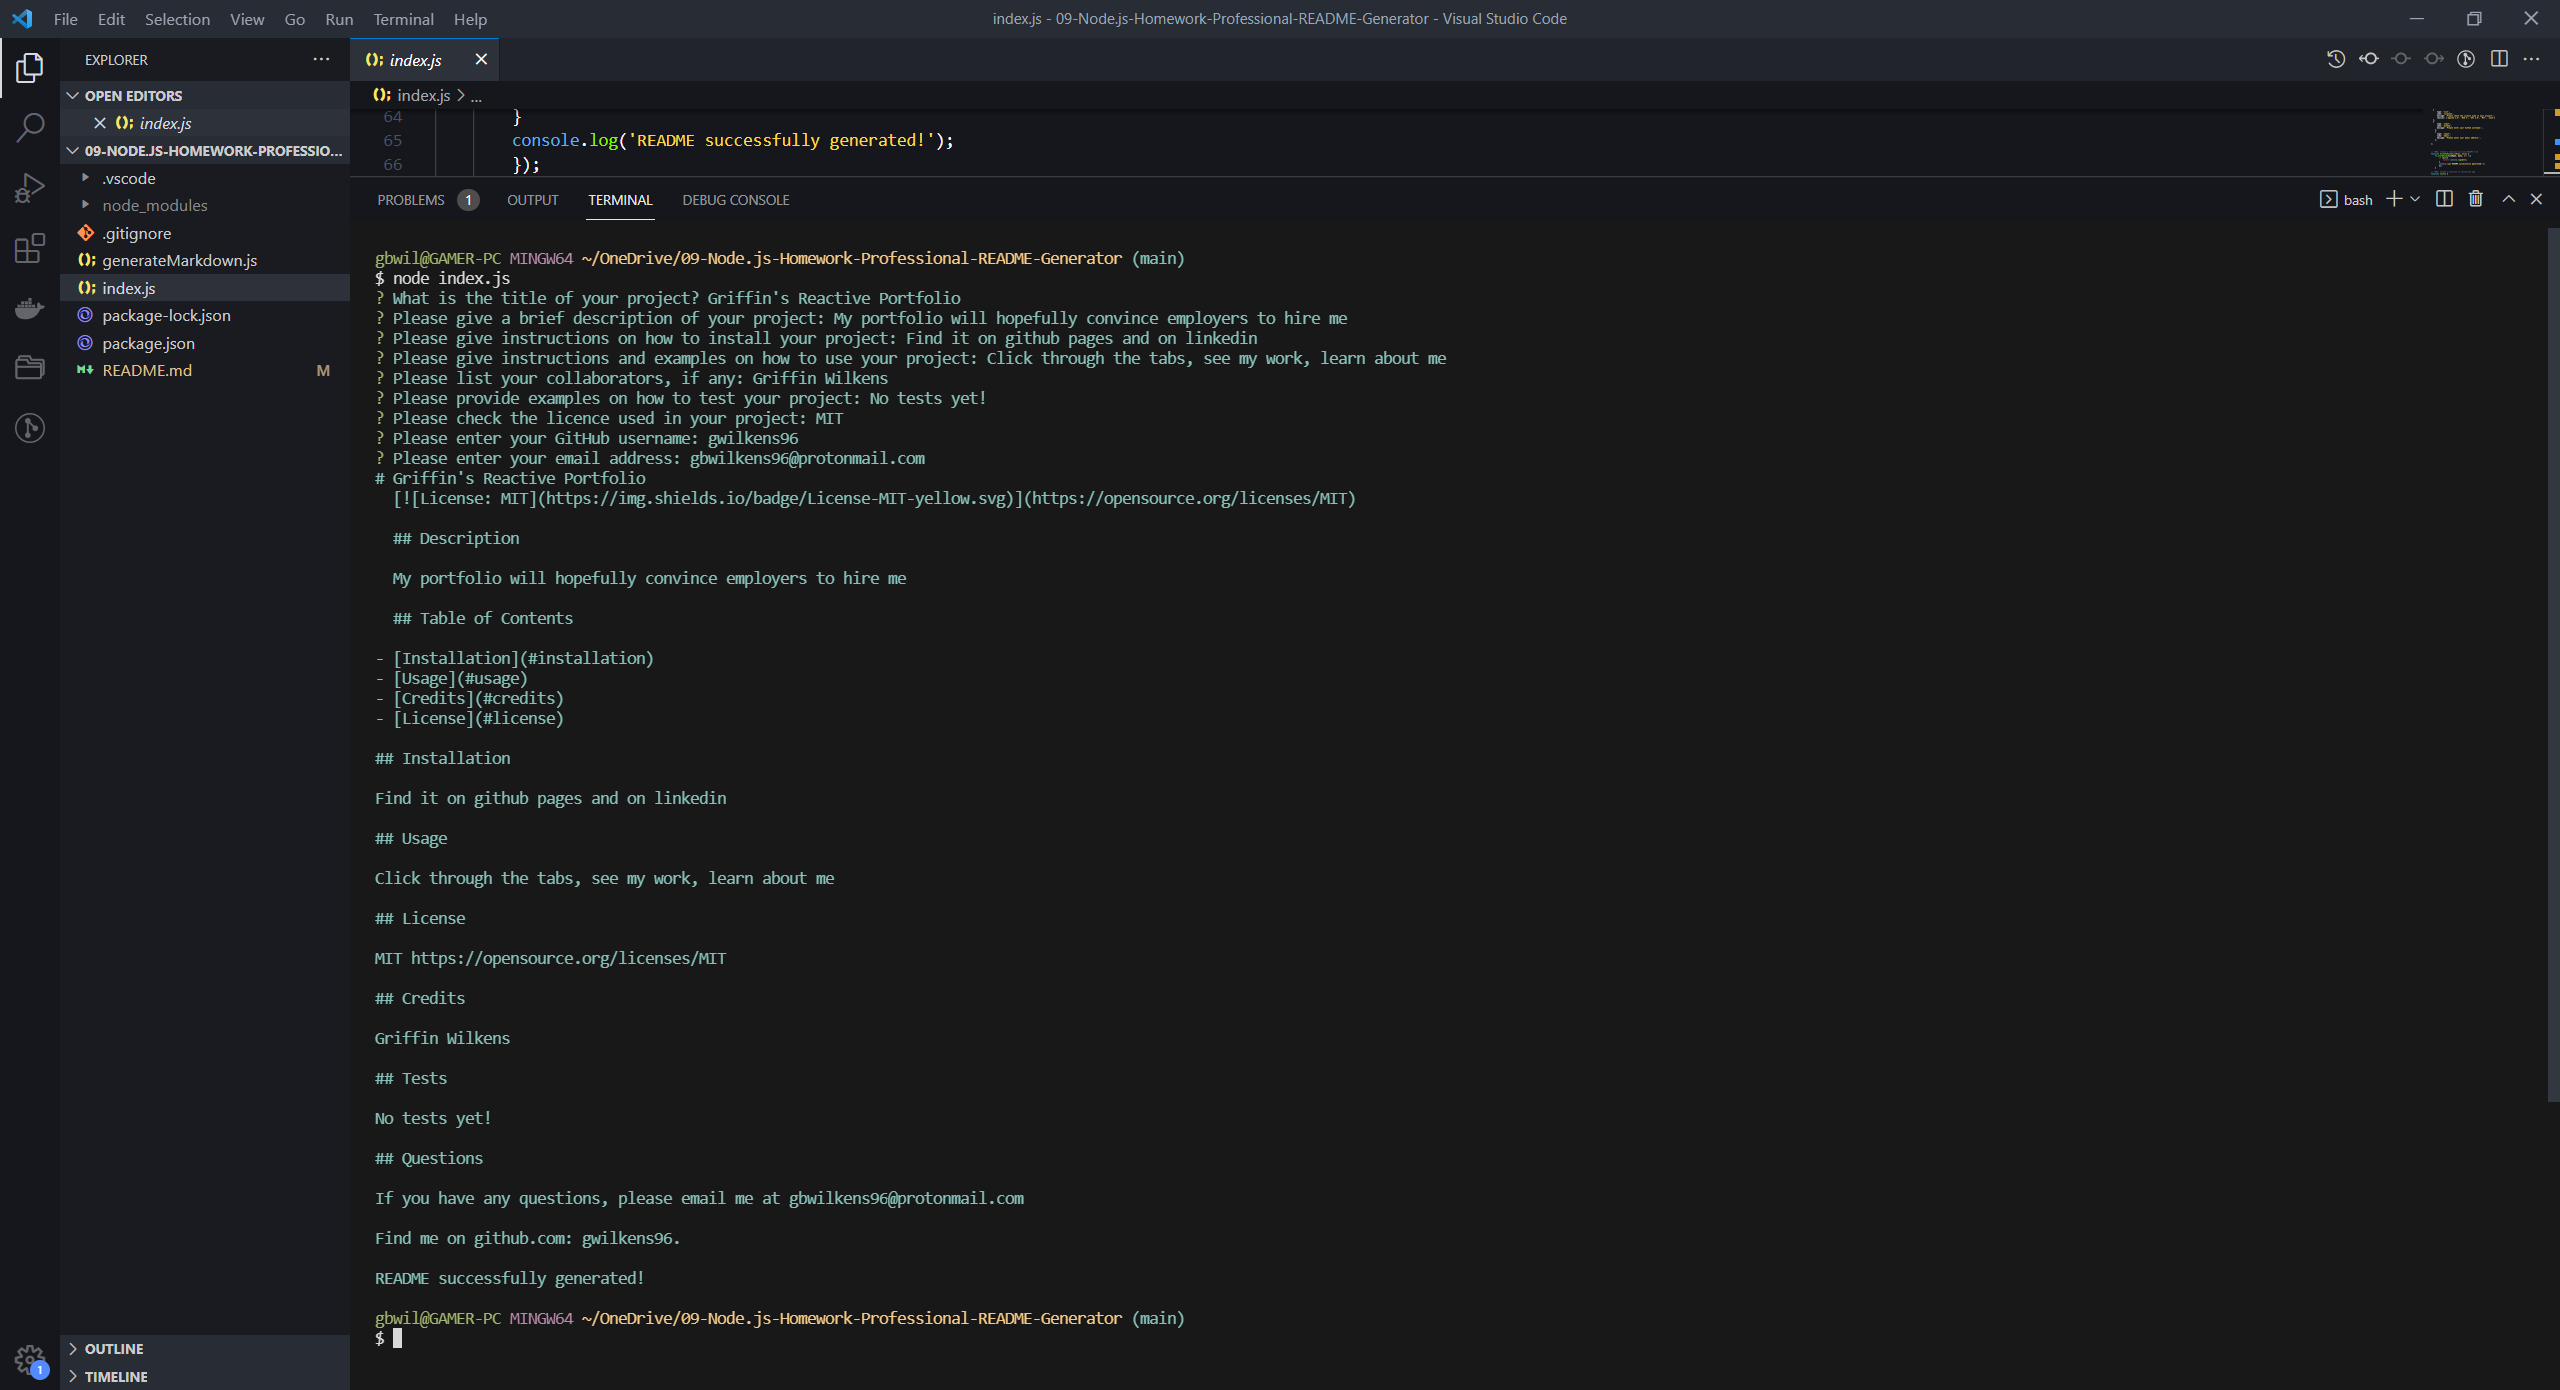 File Edit Selection View Go Run Terminal Help
index.js - 09-Node.js-Homework-Professional-README-Generator - Visual Studio Code
EXPLORER
OPEN EDITORS
index.js
09-NODE.JS-HOMEWORK-PROFESSIO...
.vscode
node_modules
.gitignore
generateMarkdown.js
index.js
package-lock.json
package.json
README.md M
OUTLINE
TIMELINE
1
index.js
index.js > ...
64 }
65 console.log('README successfully generated!');
66 });
PROBLEMS 1 OUTPUT TERMINAL DEBUG CONSOLE
bash
gbwil@GAMER-PC MINGW64 ~/OneDrive/09-Node.js-Homework-Professional-README-Generator (main)
$ node index.js
? What is the title of your project? Griffin's Reactive Portfolio
? Please give a brief description of your project: My portfolio will hopefully convince employers to hire me
? Please give instructions on how to install your project: Find it on github pages and on linkedin
? Please give instructions and examples on how to use your project: Click through the tabs, see my work, learn about me
? Please list your collaborators, if any: Griffin Wilkens
? Please provide examples on how to test your project: No tests yet!
? Please check the licence used in your project: MIT
? Please enter your GitHub username: gwilkens96
? Please enter your email address: gbwilkens96@protonmail.com
# Griffin's Reactive Portfolio
[![License: MIT](https://img.shields.io/badge/License-MIT-yellow.svg)](https://opensource.org/licenses/MIT)
## Description
My portfolio will hopefully convince employers to hire me
## Table of Contents
- [Installation](#installation)
- [Usage](#usage)
- [Credits](#credits)
- [License](#license)
## Installation
Find it on github pages and on linkedin
## Usage
Click through the tabs, see my work, learn about me
## License
MIT https://opensource.org/licenses/MIT
## Credits
Griffin Wilkens
## Tests
No tests yet!
## Questions
If you have any questions, please email me at gbwilkens96@protonmail.com
Find me on github.com: gwilkens96.
README successfully generated!
gbwil@GAMER-PC MINGW64 ~/OneDrive/09-Node.js-Homework-Professional-README-Generator (main)
$